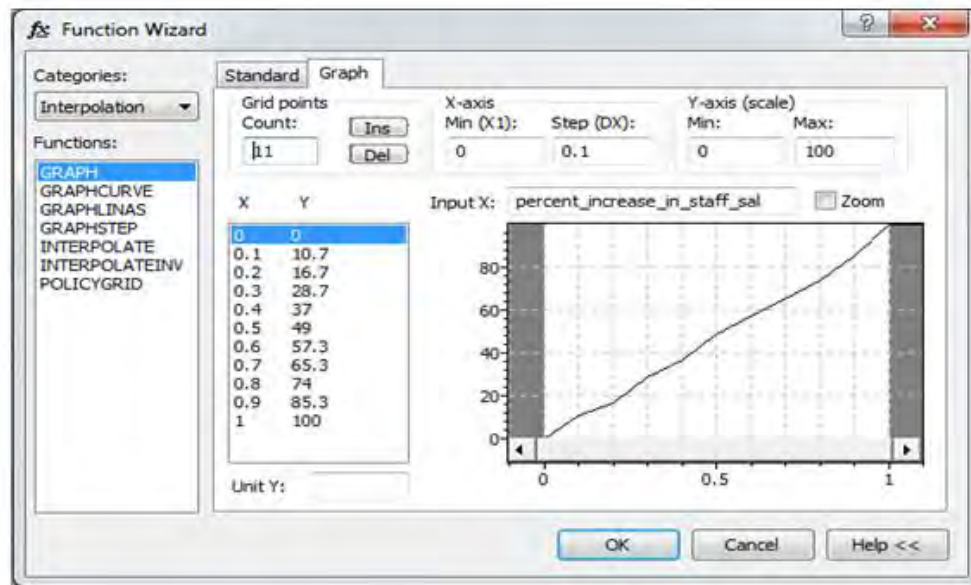 fx Function Wizard
Categories:
Interpolation
Functions:
GRAPH
GRAPHCURVE
GRAPHLINAS
GRAPHSTEP
INTERPOLATE
INTERPOLATEINV
POLICYGRID
Standard Graph
Grid points
Count:
11
Ins
Del
X-axis
Min (X1): Step (DX):
0 0.1
Y-axis (scale)
Min: Max:
0 100
X Y
0 0
0.1 10.7
0.2 16.7
0.3 28.7
0.4 37
0.5 49
0.6 57.3
0.7 65.3
0.8 74
0.9 85.3
1 100
Unit Y:
Input X: percent_increase_in_staff_sal Zoom
80
60
40
20
0
0 0.5 1
OK Cancel Help <<